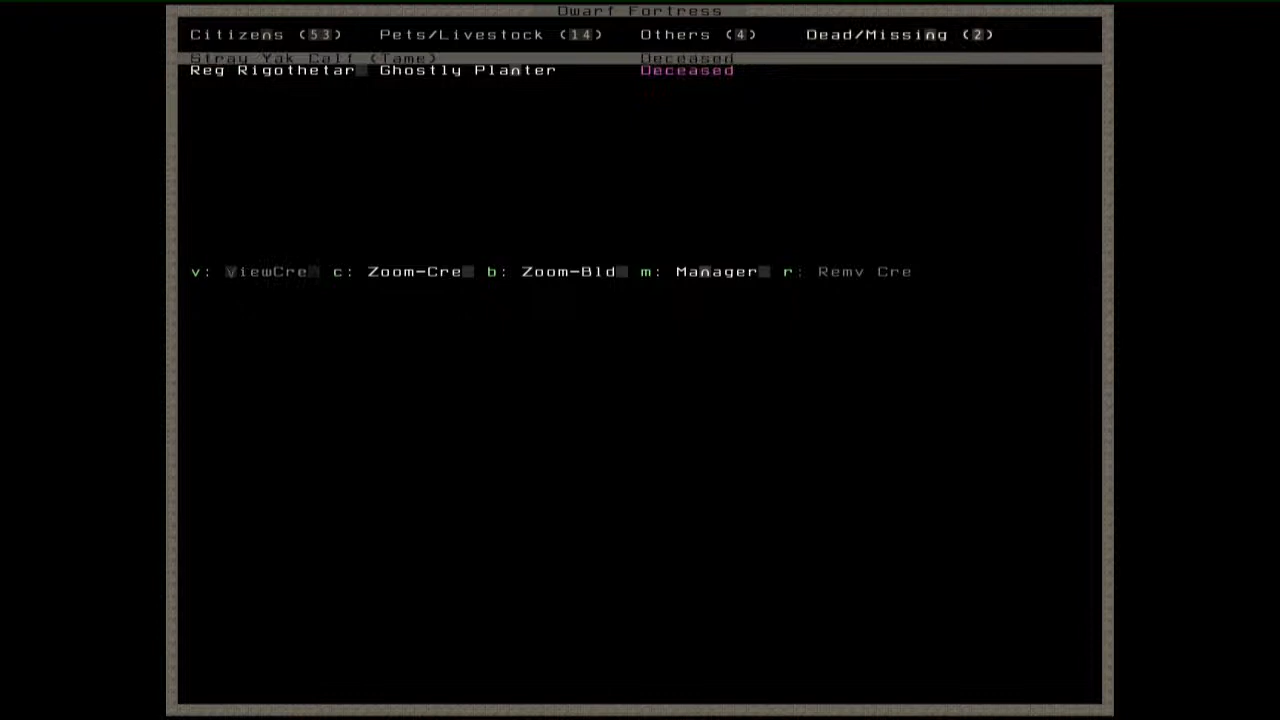 Dwarf Fortress
Citizens (53) Pets/Livestock (14) Others (4) Dead/Missing (2)
Stray Yak Calf (Tame) Deceased
Reg Rigothetar Ghostly Planter Deceased
v: ViewCre c: Zoom-Cre b: Zoom-Bld m: Manager r: Remv Cre